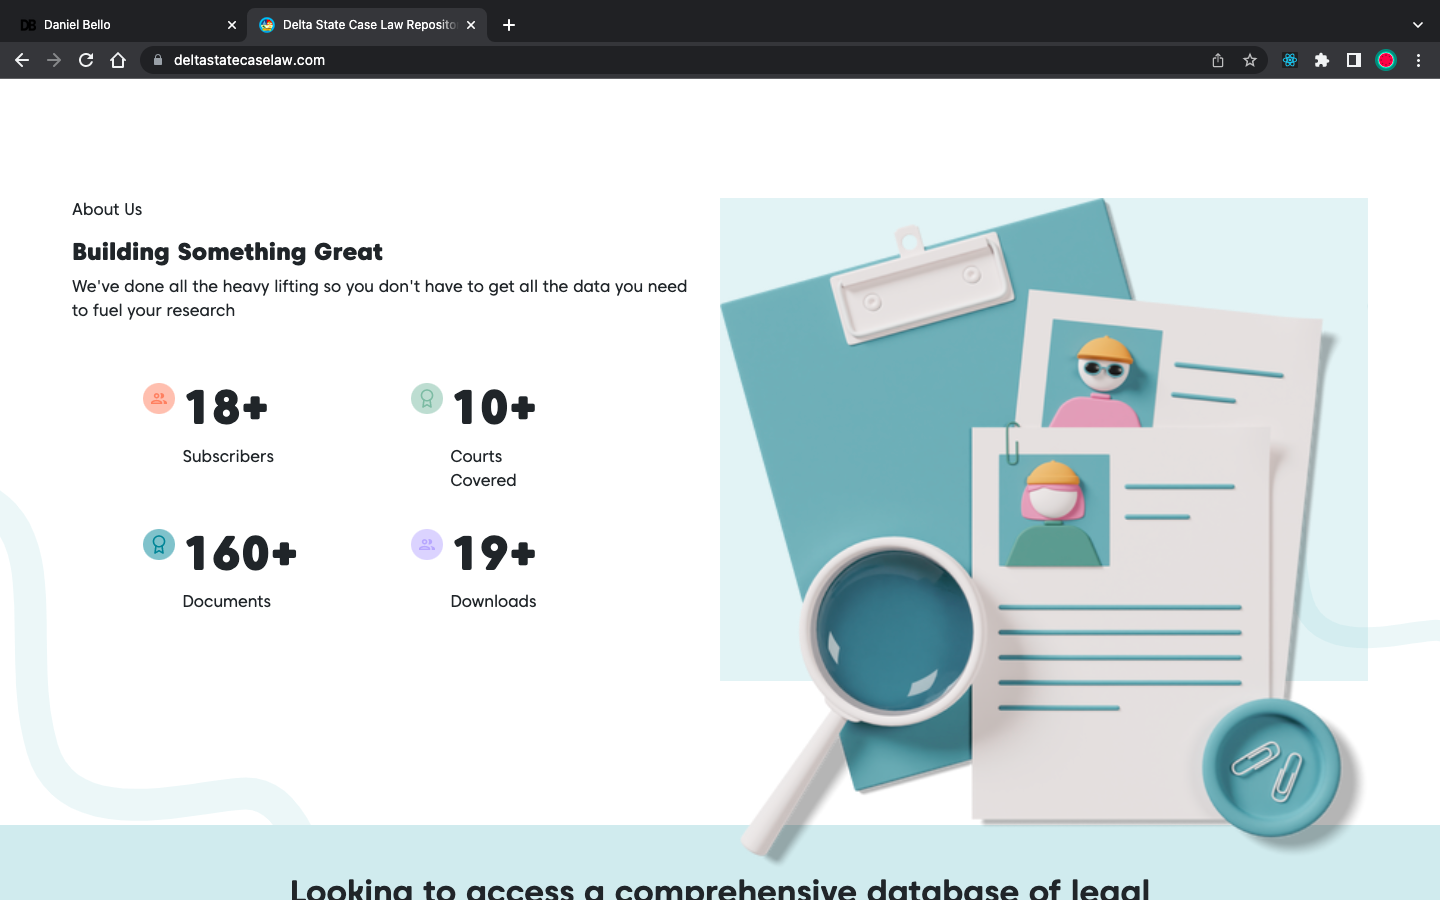 DB Daniel Bello
Delta State Case Law Reposito
deltastatecaselaw.com
About Us
Building Something Great
We've done all the heavy lifting so you don't have to get all the data you need
to fuel your research
18+
Subscribers
10+
Courts
Covered
160+
Documents
19+
Downloads
Looking to access a comprehensive database of legal